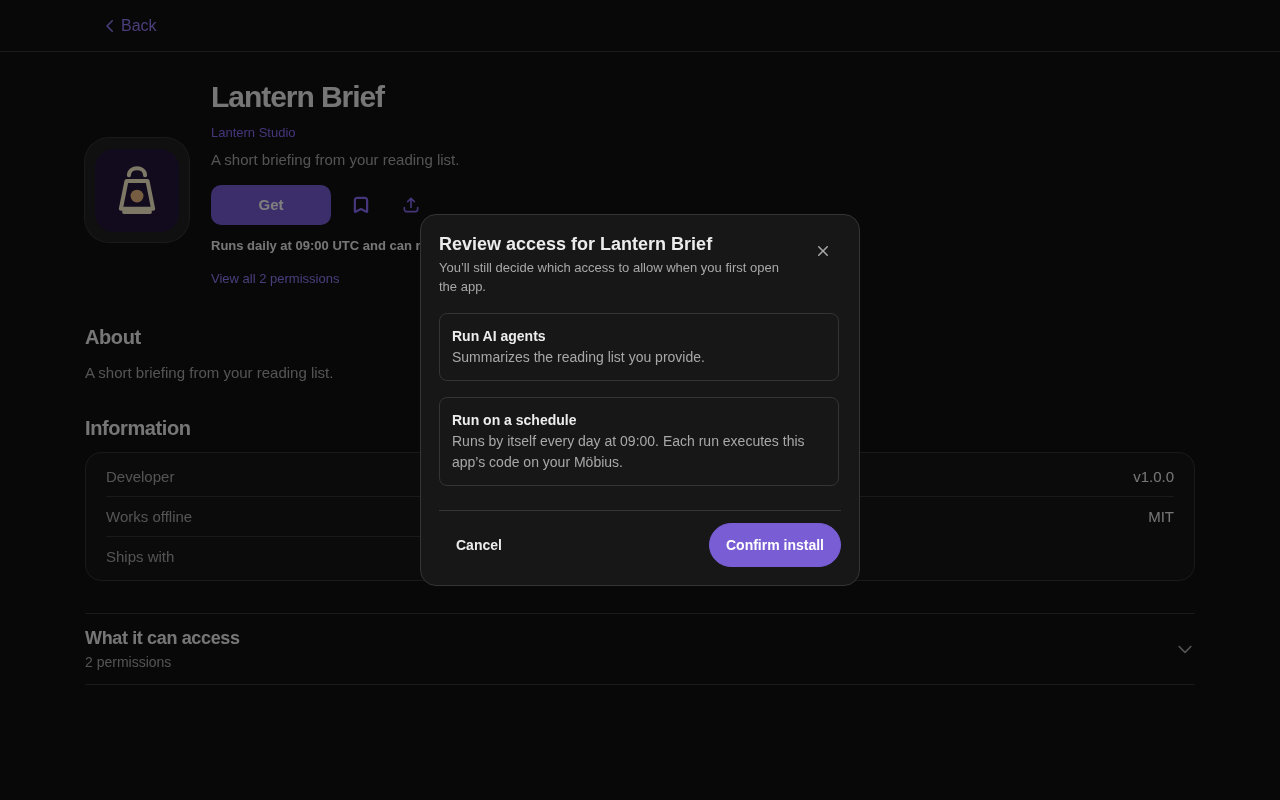 Back
Lantern Brief
Lantern Studio
A short briefing from your reading list.
Get
Runs daily at 09:00 UTC and can
View all 2 permissions
About
A short briefing from your reading list.
Information
Developer
v1.0.0
Works offline
MIT
Ships with
What it can access
2 permissions
Review access for Lantern Brief
You’ll still decide which access to allow when you first open
the app.
Run AI agents
Summarizes the reading list you provide.
Run on a schedule
Runs by itself every day at 09:00. Each run executes this
app’s code on your Möbius.
Cancel
Confirm install